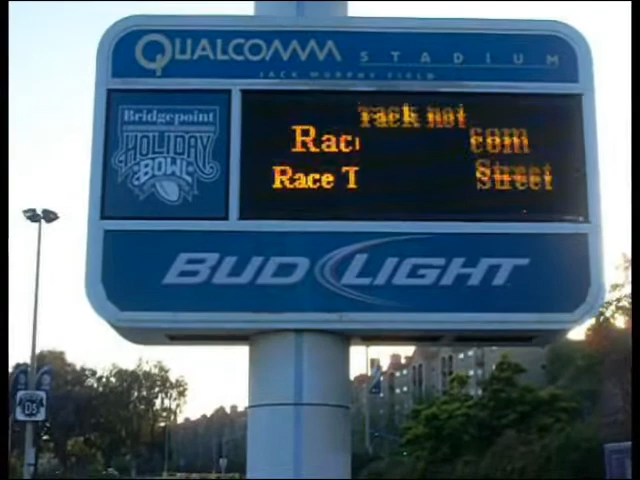 QUALCOMM STADIUM
JACK MURPHY FIELD
Bridgepoint
HOLIDAY
BOWL
rack not
Rac com
Race T Street
BUD LIGHT